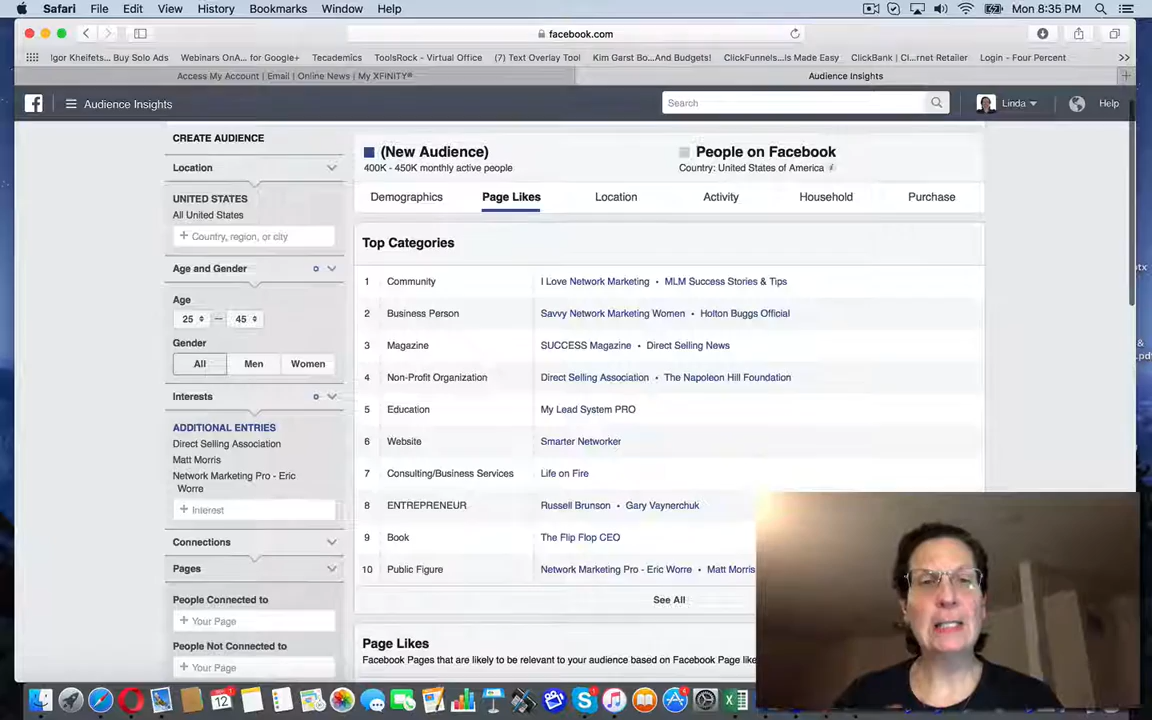 Safari File Edit View History Bookmarks Window Help Mon 8:35 PM
facebook.com
Igor Kheifets... Buy Solo Ads Webinars OnA... for Google+ Tecademics ToolsRock - Virtual Office (7) Text Overlay Tool Kim Garst Bo...And Budgets! ClickFunnels...Is Made Easy ClickBank | Cl...rnet Retailer Login - Four Percent
Access My Account | Email | Online News | My XFINITY® Audience Insights
Audience Insights Search Linda Help
CREATE AUDIENCE
Location
UNITED STATES
All United States
+ Country, region, or city
Age and Gender
Age
25 – 45
Gender
All Men Women
Interests
ADDITIONAL ENTRIES
Direct Selling Association
Matt Morris
Network Marketing Pro - Eric
Worre
+ Interest
Connections
Pages
People Connected to
+ Your Page
People Not Connected to
+ Your Page
(New Audience)
400K - 450K monthly active people
People on Facebook
Country: United States of America
Demographics Page Likes Location Activity Household Purchase
Top Categories
1 Community I Love Network Marketing • MLM Success Stories & Tips
2 Business Person Savvy Network Marketing Women • Holton Buggs Official
3 Magazine SUCCESS Magazine • Direct Selling News
4 Non-Profit Organization Direct Selling Association • The Napoleon Hill Foundation
5 Education My Lead System PRO
6 Website Smarter Networker
7 Consulting/Business Services Life on Fire
8 ENTREPRENEUR Russell Brunson • Gary Vaynerchuk
9 Book The Flip Flop CEO
10 Public Figure Network Marketing Pro - Eric Worre • Matt Morris
See All
Page Likes
Facebook Pages that are likely to be relevant to your audience based on Facebook Page like